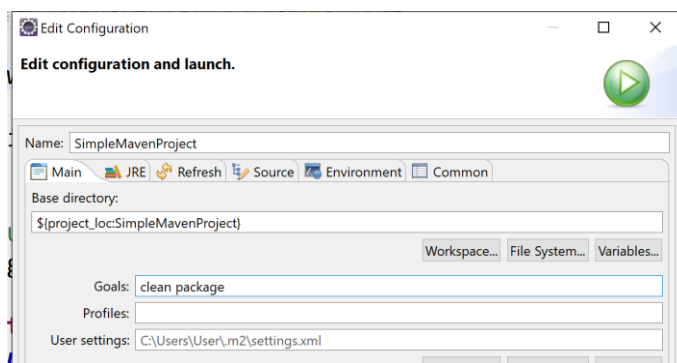 Edit Configuration
Edit configuration and launch.
Name: SimpleMavenProject
Main JRE Refresh Source Environment Common
Base directory:
${project_loc:SimpleMavenProject}
Workspace... File System... Variables...
Goals: clean package
Profiles:
User settings: C:\Users\User\.m2\settings.xml